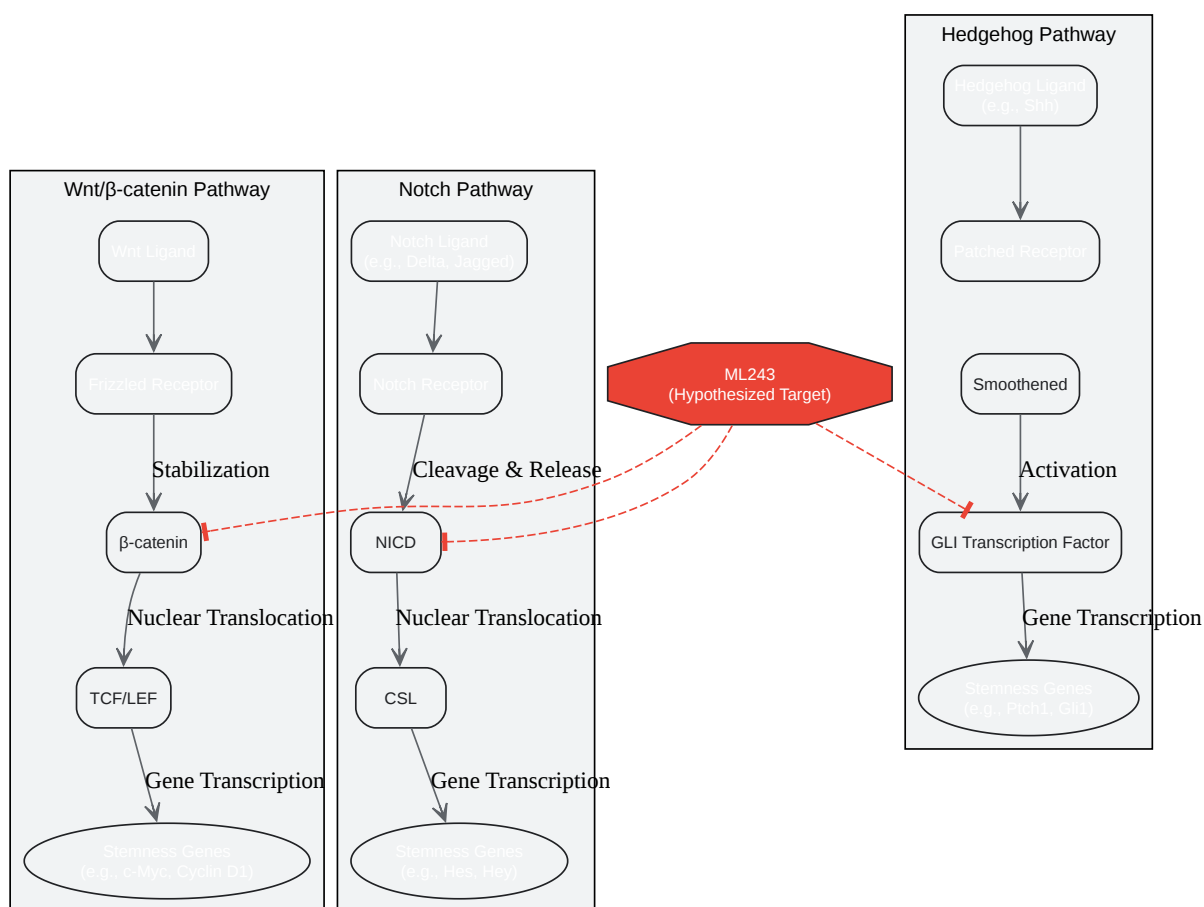 Hedgehog Pathway
Hedgehog Ligand
(e.g., Shh)
Patched Receptor
Smoothened
Activation
GLI Transcription Factor
Gene Transcription
Stemness Genes
(e.g., Ptch1, Gli1)
Wnt/β-catenin Pathway
Wnt Ligand
Frizzled Receptor
Stabilization
β-catenin
Nuclear Translocation
TCF/LEF
Gene Transcription
Stemness Genes
(e.g., c-Myc, Cyclin D1)
Notch Pathway
Notch Ligand
(e.g., Delta, Jagged)
Notch Receptor
Cleavage & Release
NICD
Nuclear Translocation
CSL
Gene Transcription
Stemness Genes
(e.g., Hes, Hey)
ML243
(Hypothesized Target)